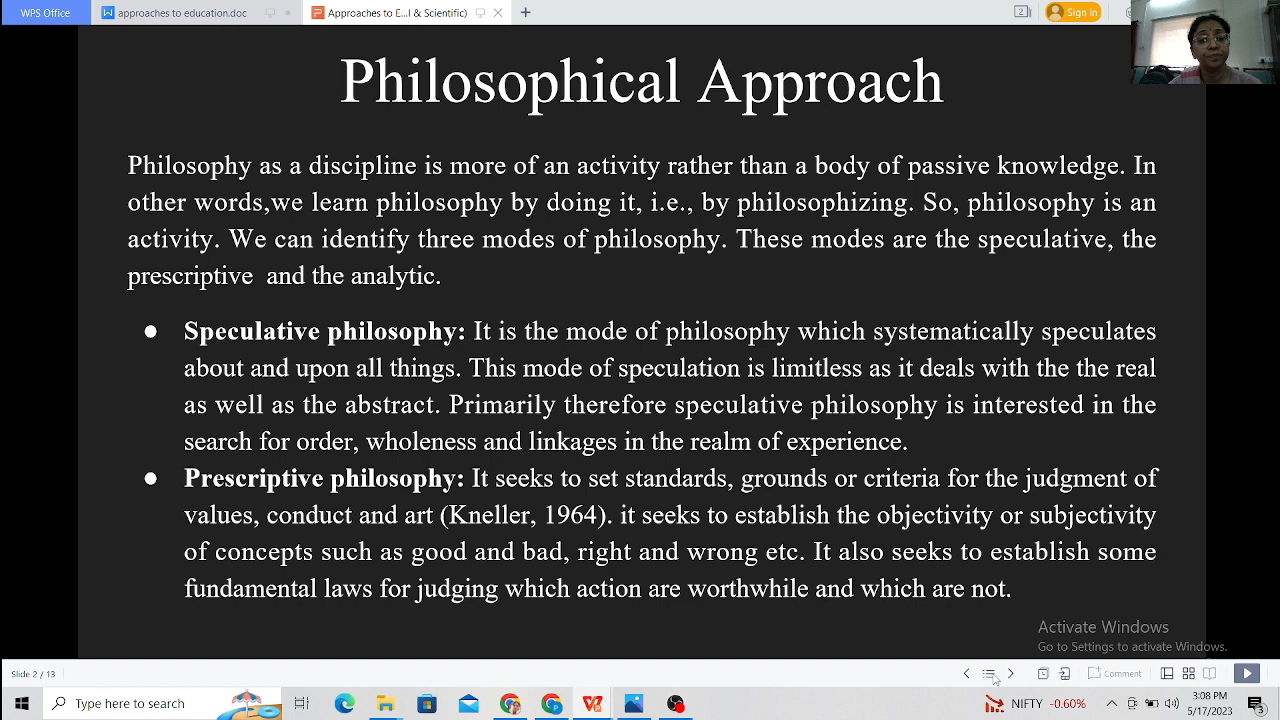 WPS Office
approaches to education.doc
Approaches to E...l & Scientific)
2
Sign in
Philosophical Approach
Philosophy as a discipline is more of an activity rather than a body of passive knowledge. In
other words,we learn philosophy by doing it, i.e., by philosophizing. So, philosophy is an
activity. We can identify three modes of philosophy. These modes are the speculative, the
prescriptive and the analytic.
● Speculative philosophy: It is the mode of philosophy which systematically speculates
about and upon all things. This mode of speculation is limitless as it deals with the the real
as well as the abstract. Primarily therefore speculative philosophy is interested in the
search for order, wholeness and linkages in the realm of experience.
● Prescriptive philosophy: It seeks to set standards, grounds or criteria for the judgment of
values, conduct and art (Kneller, 1964). it seeks to establish the objectivity or subjectivity
of concepts such as good and bad, right and wrong etc. It also seeks to establish some
fundamental laws for judging which action are worthwhile and which are not.
Activate Windows
Go to Settings to activate Windows.
Slide 2 / 13
Comment
Type here to search
NIFTY -0.60%
3:08 PM
5/17/2023
3